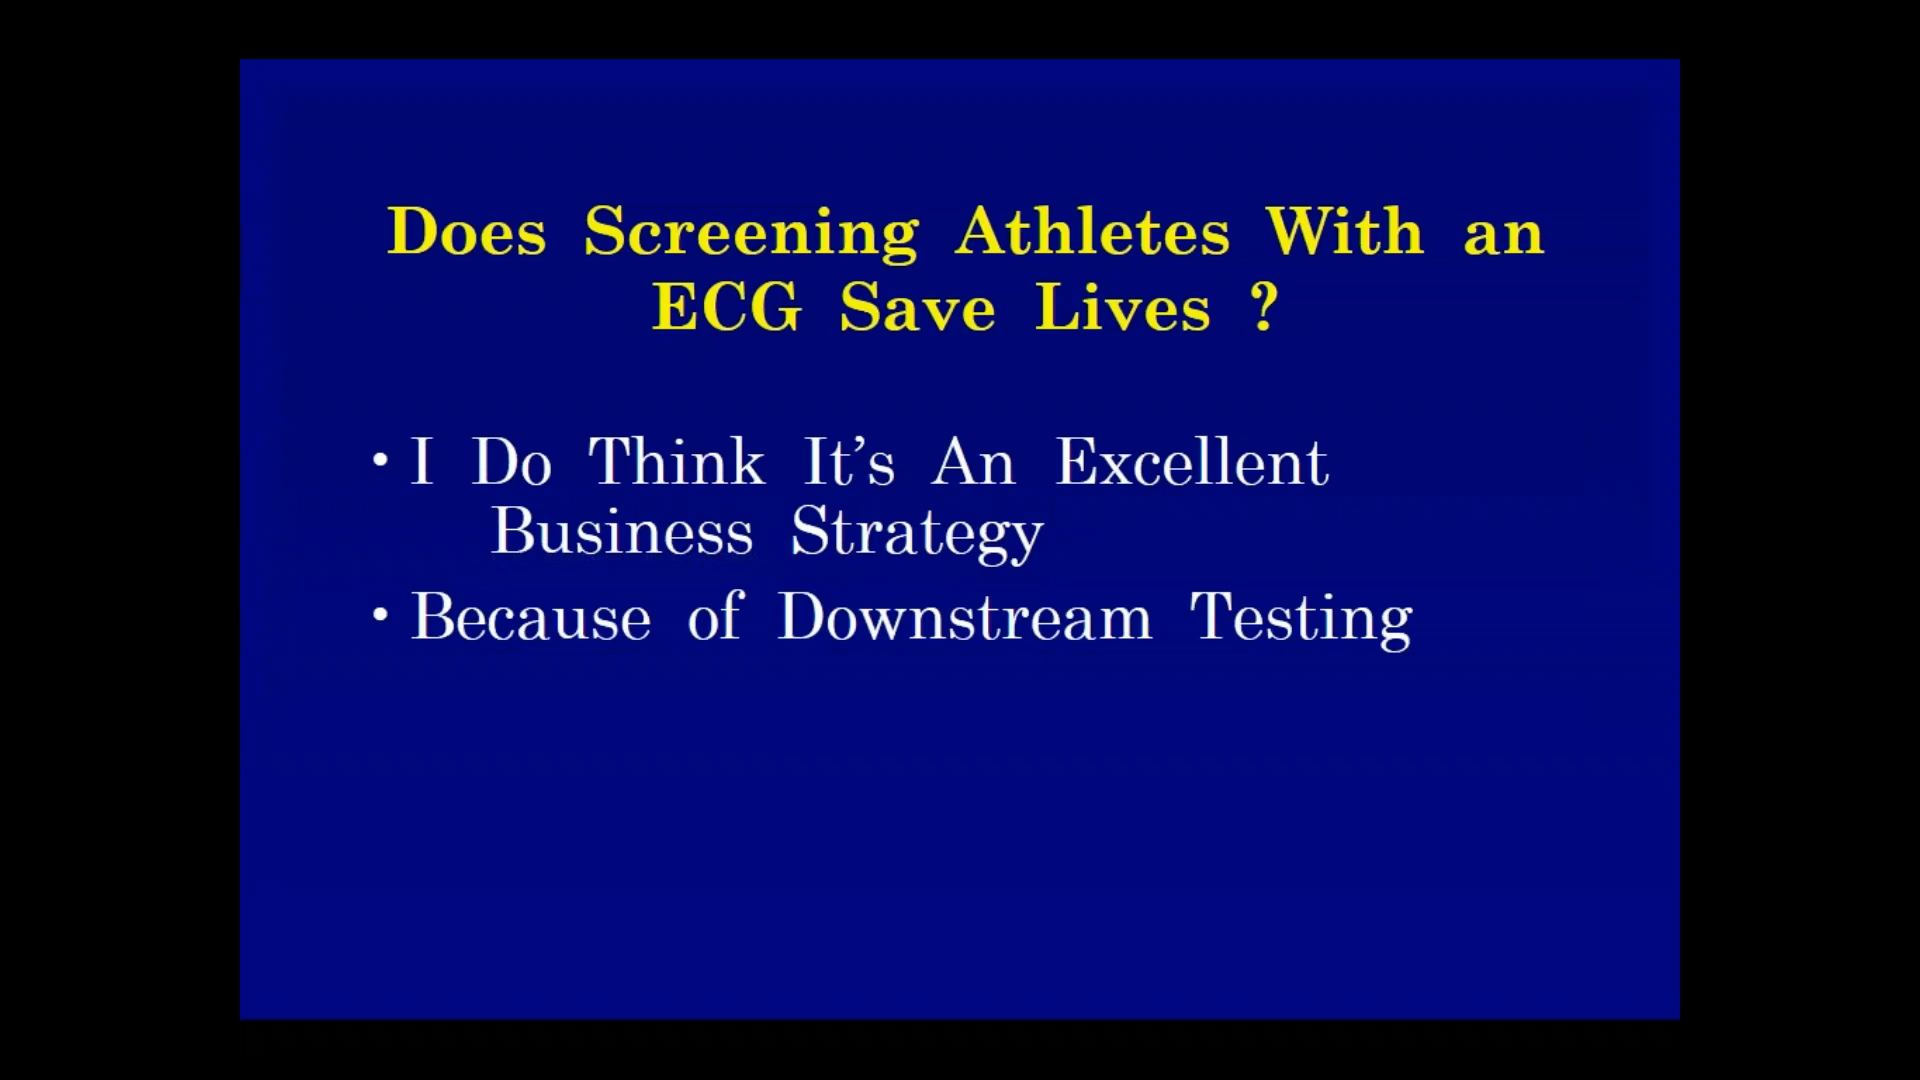 Does Screening Athletes With an
ECG Save Lives ?
• I Do Think It’s An Excellent
Business Strategy
• Because of Downstream Testing